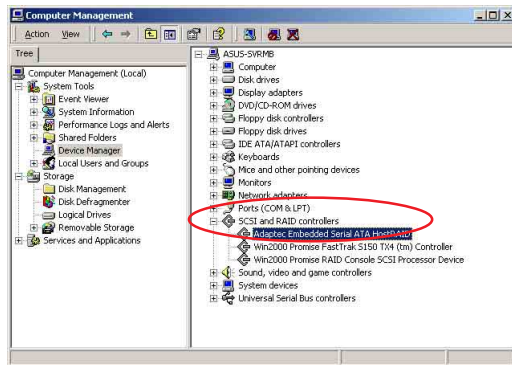 Computer Management
Action View
Tree
Computer Management (Local)
System Tools
Event Viewer
System Information
Performance Logs and Alerts
Shared Folders
Device Manager
Local Users and Groups
Storage
Disk Management
Disk Defragmenter
Logical Drives
Removable Storage
Services and Applications
ASUS-SVRMB
Computer
Disk drives
Display adapters
DVD/CD-ROM drives
Floppy disk controllers
Floppy disk drives
IDE ATA/ATAPI controllers
Keyboards
Mice and other pointing devices
Monitors
Network adapters
Ports (COM & LPT)
SCSI and RAID controllers
Adaptec Embedded Serial ATA HostRAID
Win2000 Promise FastTrak S150 TX4 (tm) Controller
Win2000 Promise RAID Console SCSI Processor Device
Sound, video and game controllers
System devices
Universal Serial Bus controllers